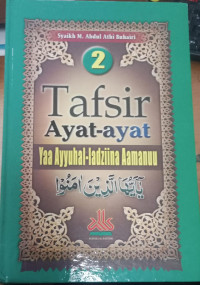 Syaikh M. Abdul Athi Buhairi
2
Tafsir
Ayat-ayat
Yaa Ayyuhal-ladziina Aamanuu
يَا أَيُّهَا الَّذِينَ آمَنُوا